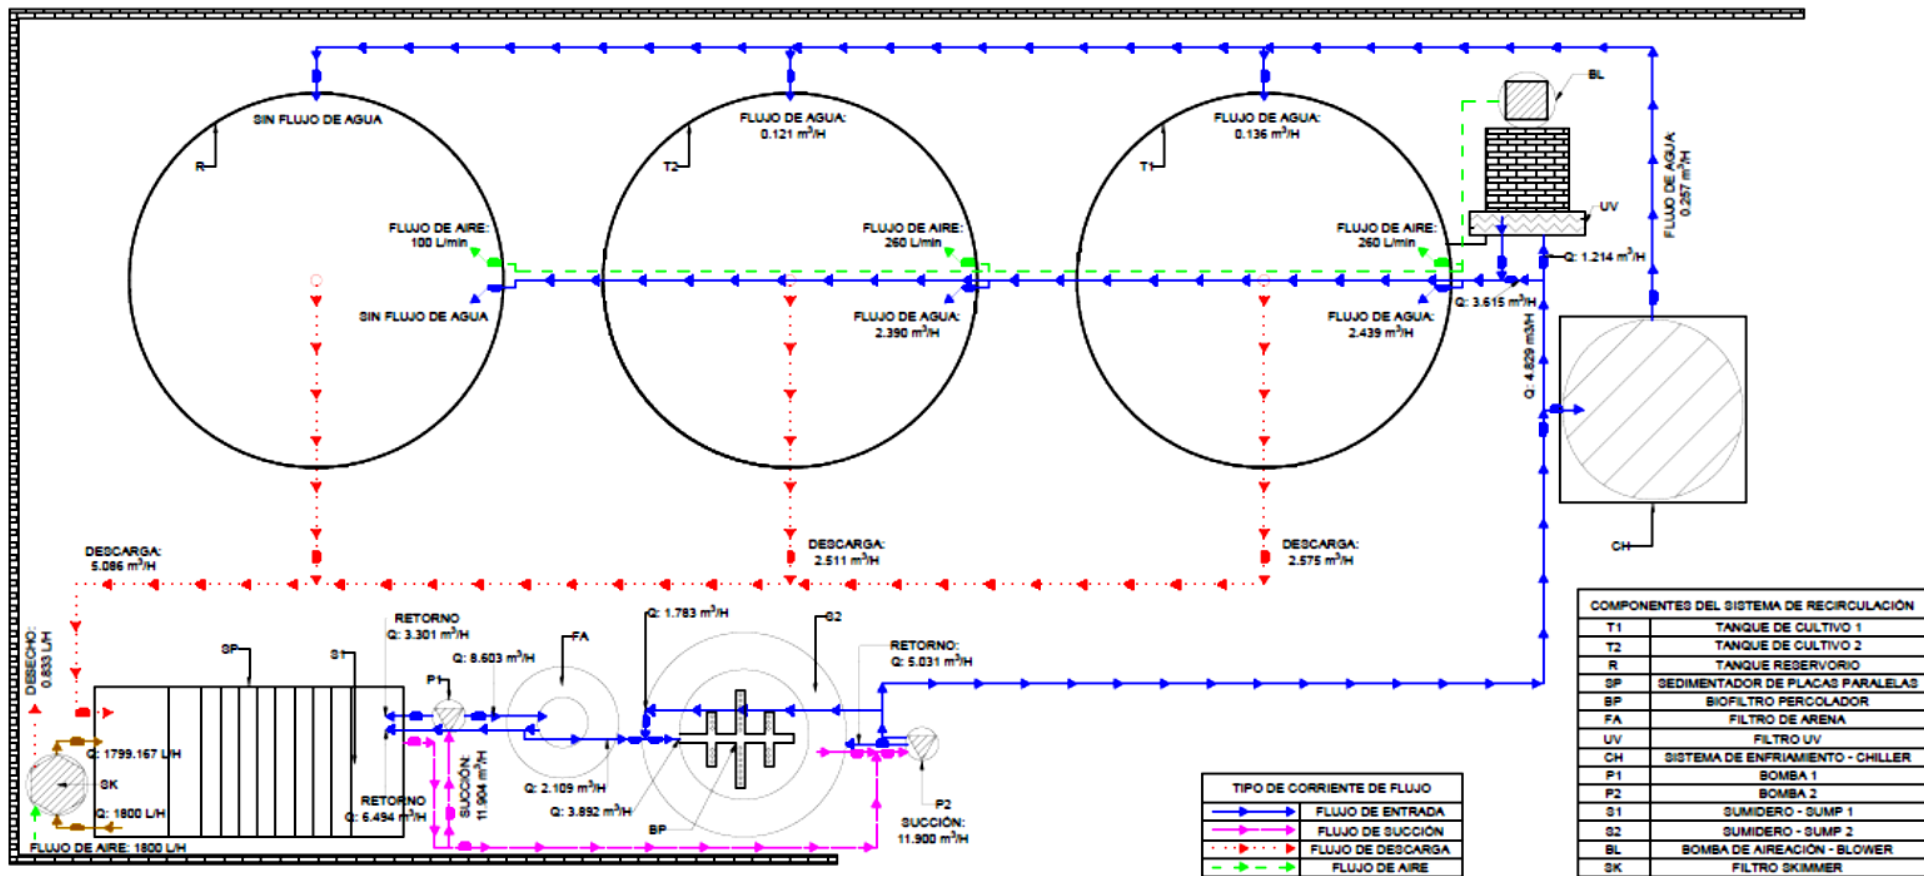 SIN FLUJO DE AGUA
FLUJO DE AGUA:
0.121 m³/H
FLUJO DE AGUA:
0.136 m³/H
BL
R
T2
T1
UV
FLUJO DE AGUA:
0.257 m³/H
FLUJO DE AIRE:
100 L/min
FLUJO DE AIRE:
260 L/min
FLUJO DE AIRE:
260 L/min
Q: 1.214 m³/H
Q: 3.615 m³/H
SIN FLUJO DE AGUA
FLUJO DE AGUA:
2.390 m³/H
FLUJO DE AGUA:
2.439 m³/H
Q: 4.829 m3/H
CH
DESCARGA:
5.086 m³/H
DESCARGA:
2.511 m³/H
DESCARGA:
2.575 m³/H
DESECHO:
0.833 L/H
SP
S1
RETORNO
Q: 3.301 m³/H
P1
Q: 8.603 m³/H
FA
Q: 1.783 m³/H
S2
RETORNO:
Q: 5.031 m³/H
Q: 1799.167 L/H
SK
Q: 1800 L/H
RETORNO
Q: 6.494 m³/H
SUCCIÓN:
11.904 m³/H
Q: 2.109 m³/H
Q: 3.892 m³/H
BP
P2
SUCCIÓN:
11.900 m³/H
FLUJO DE AIRE: 1800 L/H
TIPO DE CORRIENTE DE FLUJO
FLUJO DE ENTRADA
FLUJO DE SUCCIÓN
FLUJO DE DESCARGA
FLUJO DE AIRE
COMPONENTES DEL SISTEMA DE RECIRCULACIÓN
T1 TANQUE DE CULTIVO 1
T2 TANQUE DE CULTIVO 2
R TANQUE RESERVORIO
SP SEDIMENTADOR DE PLACAS PARALELAS
BP BIOFILTRO PERCOLADOR
FA FILTRO DE ARENA
UV FILTRO UV
CH SISTEMA DE ENFRIAMIENTO - CHILLER
P1 BOMBA 1
P2 BOMBA 2
S1 SUMIDERO - SUMP 1
S2 SUMIDERO - SUMP 2
BL BOMBA DE AIREACIÓN - BLOWER
SK FILTRO SKIMMER